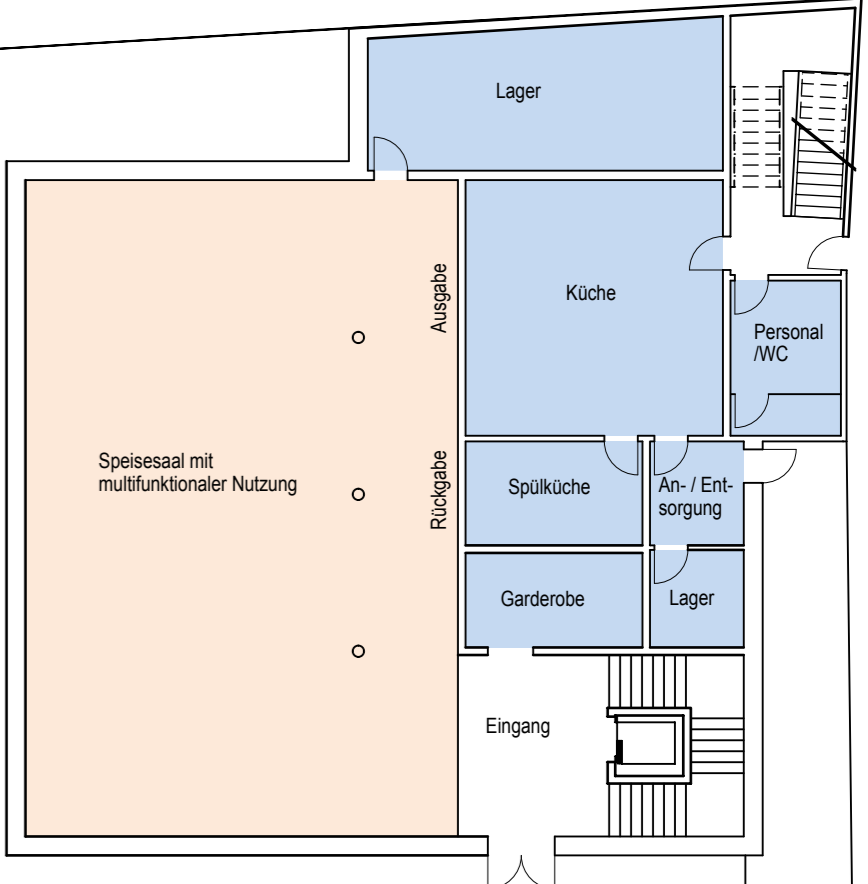 Lager
Ausgabe
Küche
Personal
/WC
Speisesaal mit
multifunktionaler Nutzung
Rückgabe
Spülküche
An- / Ent-
sorgung
Garderobe
Lager
Eingang